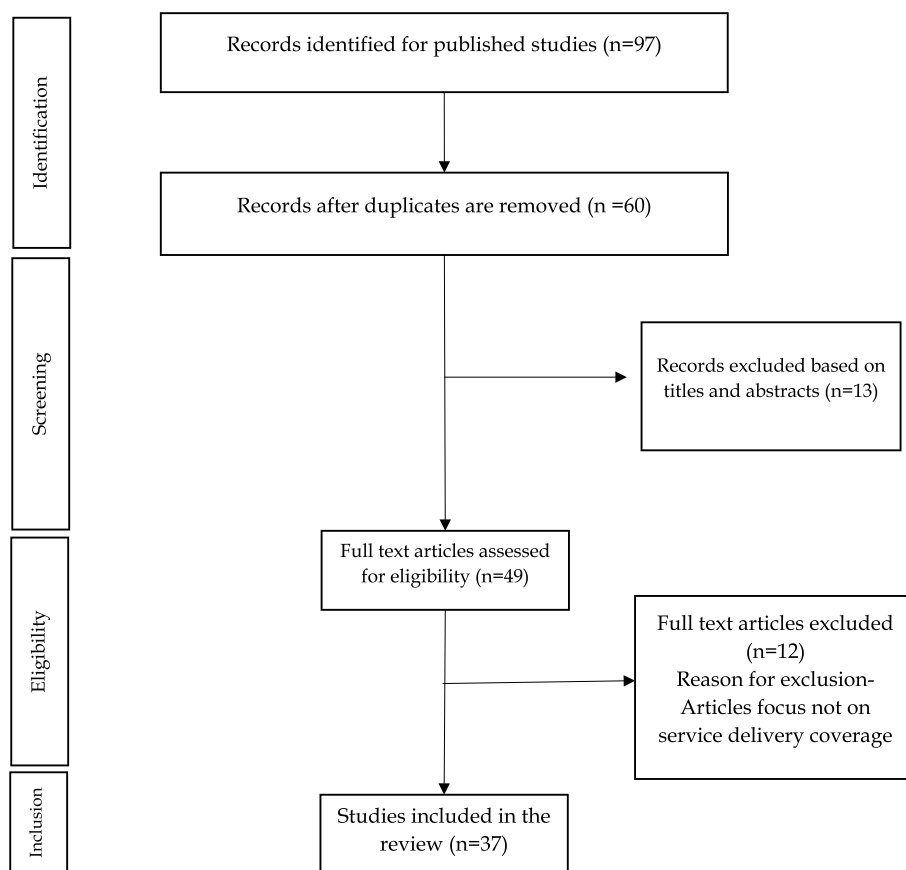 Identification
Records identified for published studies (n=97)
Records after duplicates are removed (n =60)
Screening
Records excluded based on
titles and abstracts (n=13)
Eligibility
Full text articles assessed
for eligibility (n=49)
Full text articles excluded
(n=12)
Reason for exclusion-
Articles focus not on
service delivery coverage
Inclusion
Studies included in the
review (n=37)